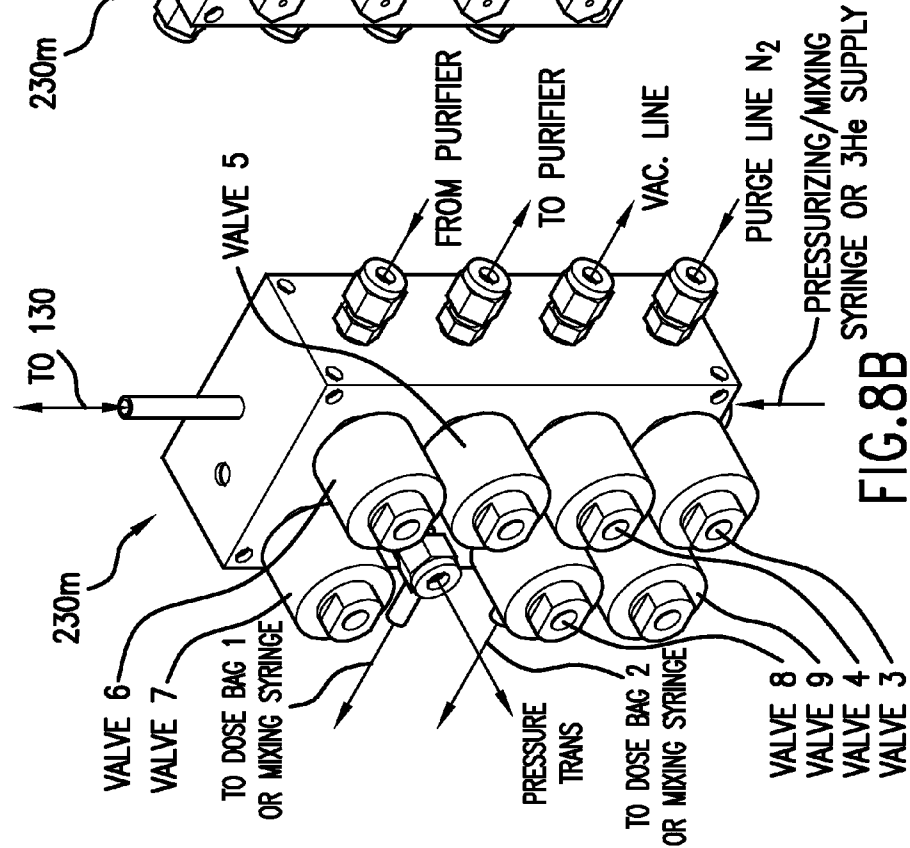 230m
TO 130
230m
VALVE 5
FROM PURIFIER
TO PURIFIER
VAC. LINE
PURGE LINE N₂
PRESSURIZING/MIXING
SYRINGE OR 3He SUPPLY
VALVE 6
VALVE 7
TO DOSE BAG 1
OR MIXING SYRINGE
PRESSURE
TRANS
TO DOSE BAG 2
OR MIXING SYRINGE
VALVE 8
VALVE 9
VALVE 4
VALVE 3
FIG.8B